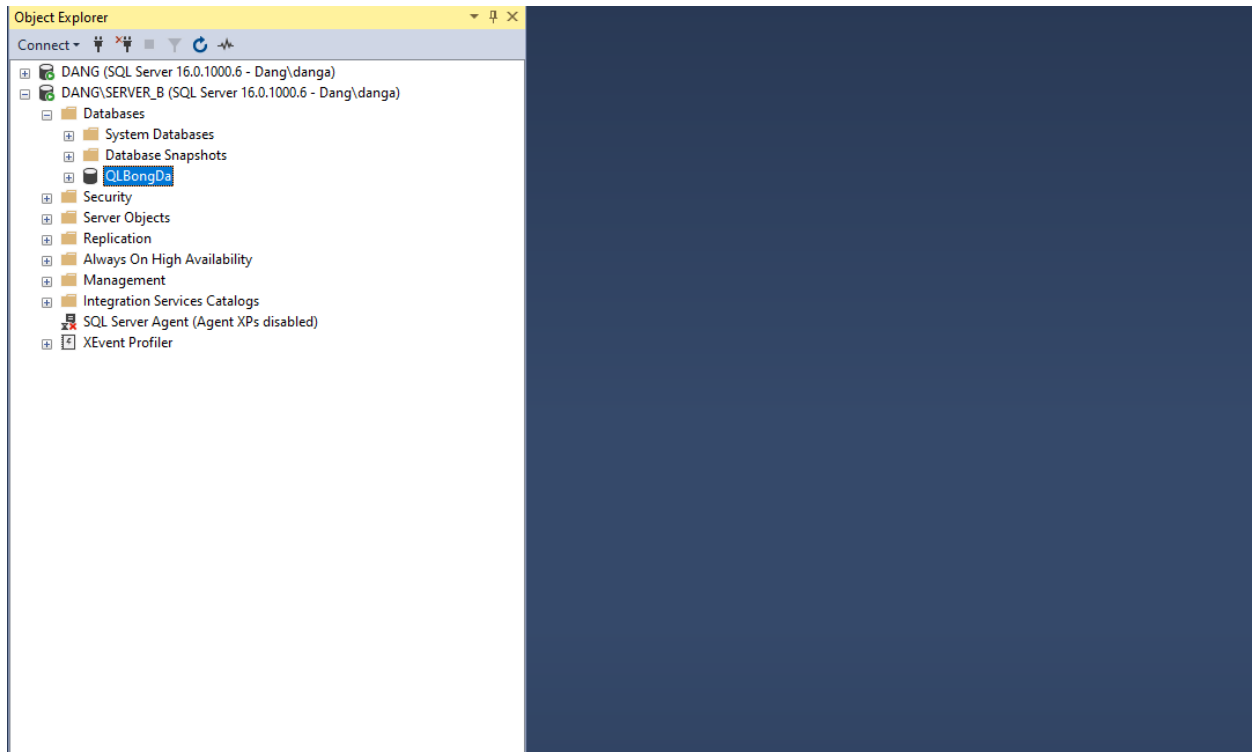 Object Explorer
Connect
DANG (SQL Server 16.0.1000.6 - Dang\danga)
DANG\SERVER_B (SQL Server 16.0.1000.6 - Dang\danga)
Databases
System Databases
Database Snapshots
QLBongDa
Security
Server Objects
Replication
Always On High Availability
Management
Integration Services Catalogs
SQL Server Agent (Agent XPs disabled)
XEvent Profiler